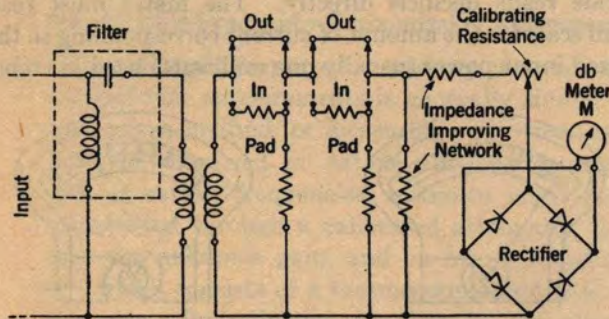 Filter
Out
Out
In
In
Pad
Pad
Input
Calibrating
Resistance
db
Meter
M
Impedance
Improving
Network
Rectifier